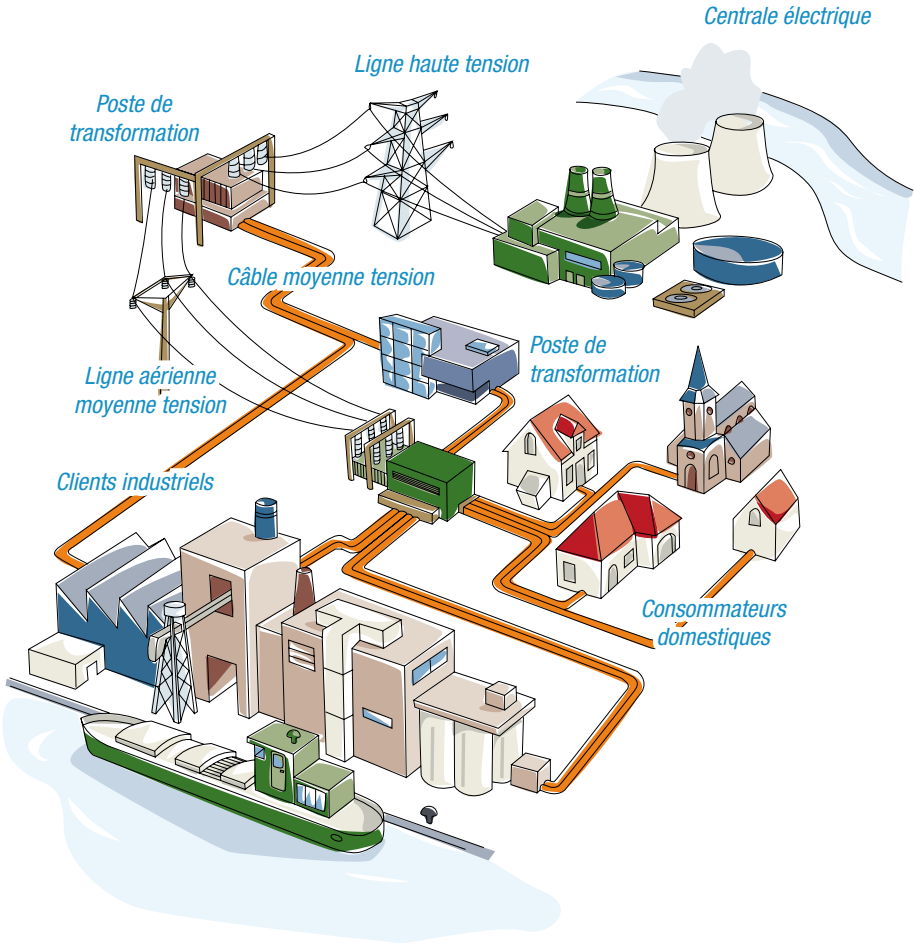 Centrale électrique
Ligne haute tension
Poste de
transformation
Câble moyenne tension
Poste de
transformation
Ligne aérienne
moyenne tension
Clients industriels
Consommateurs
domestiques